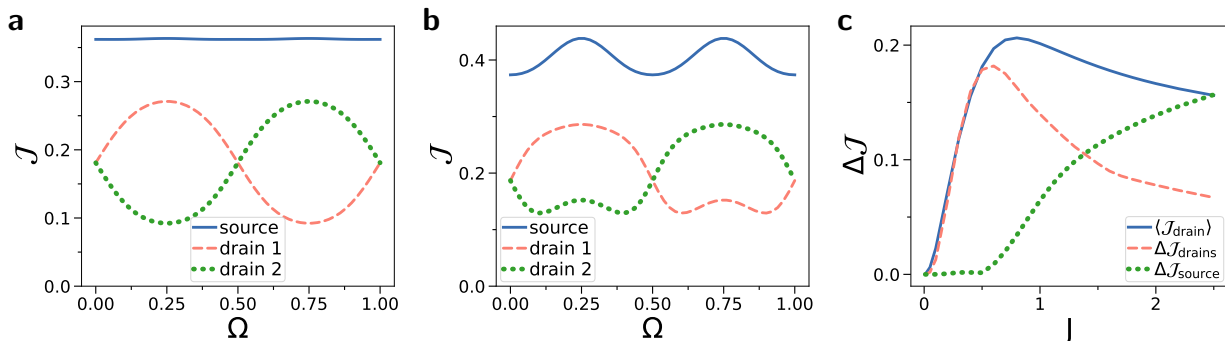 a
𝒥
0.3
0.2
0.1
0.0
0.00
0.25
0.50
0.75
1.00
Ω
source
drain 1
drain 2
b
𝒥
0.4
0.2
0.0
0.00
0.25
0.50
0.75
1.00
Ω
source
drain 1
drain 2
c
Δ𝒥
0.2
0.1
0.0
0
1
2
J
⟨𝒥drain⟩
Δ𝒥drains
Δ𝒥source